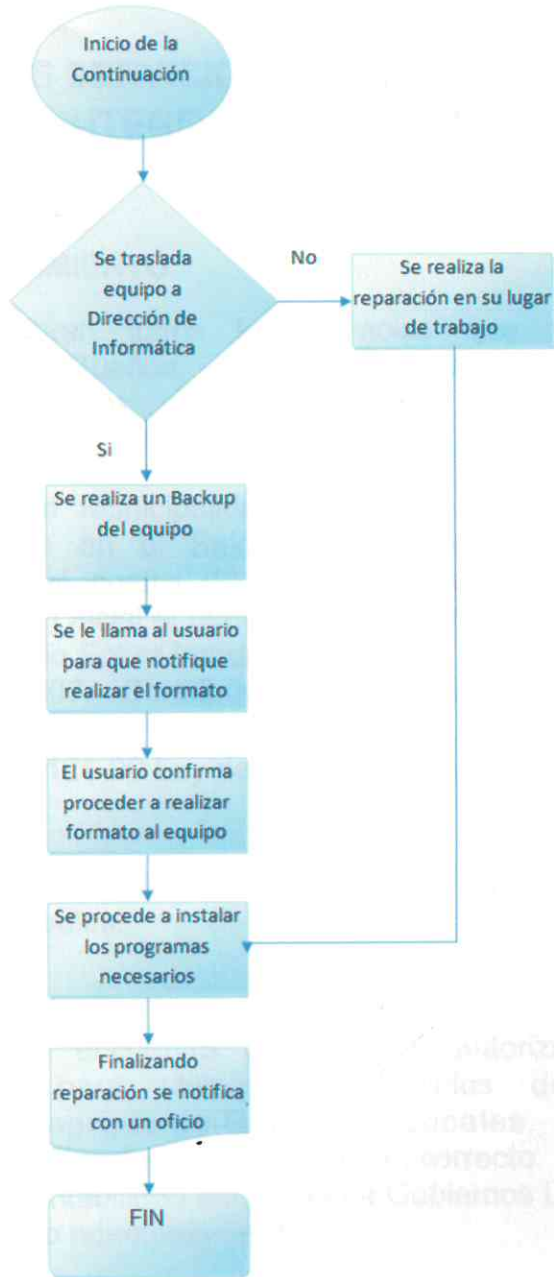 Inicio de la
Continuación
Se traslada
equipo a
Dirección de
Informática
No
Se realiza la
reparación en su lugar
de trabajo
Si
Se realiza un Backup
del equipo
Se le llama al usuario
para que notifique
realizar el formato
El usuario confirma
proceder a realizar
formato al equipo
Se procede a instalar
los programas
necesarios
Finalizando
reparación se notifica
con un oficio
FIN